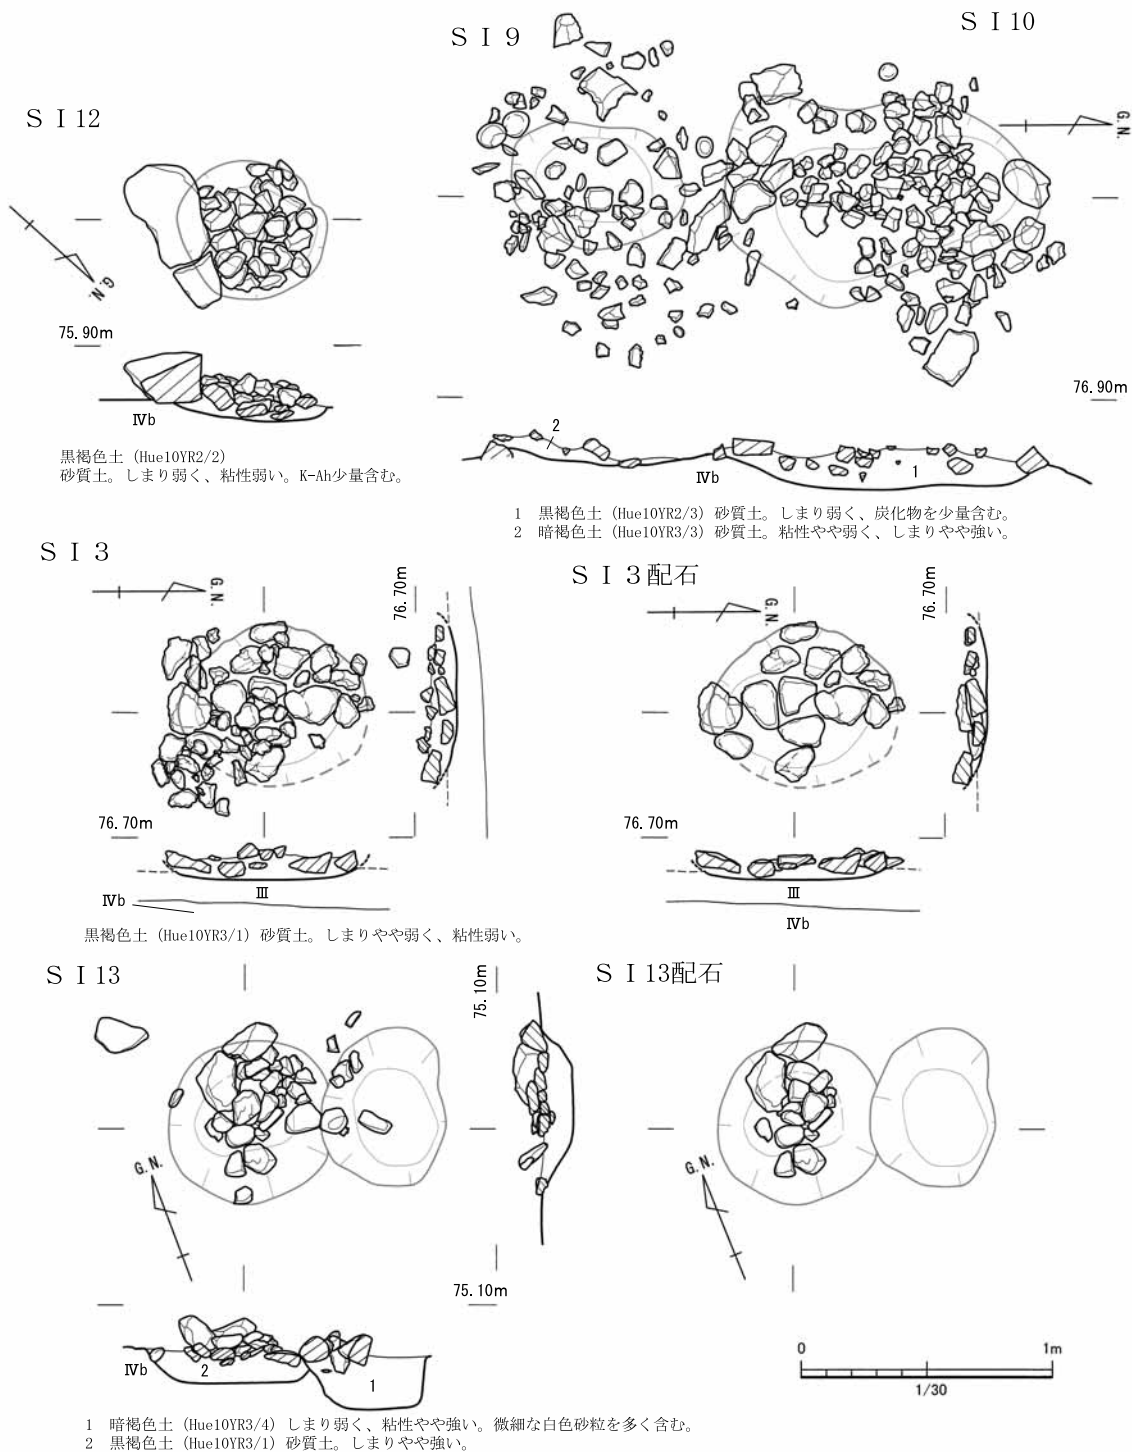 ＳＩ９
ＳＩ10
ＳＩ12
G.N.
G.N.
75.90m
76.90m
Ⅳb
2
Ⅳb
1
黒褐色土（Hue10YR2/2）
砂質土。しまり弱く、粘性弱い。K-Ah少量含む。
1　黒褐色土（Hue10YR2/3）砂質土。しまり弱く、炭化物を少量含む。
2　暗褐色土（Hue10YR3/3）砂質土。粘性やや弱く、しまりやや強い。
ＳＩ３
ＳＩ３配石
G.N.
76.70m
G.N.
76.70m
76.70m
76.70m
Ⅲ
Ⅳb
Ⅲ
Ⅳb
黒褐色土（Hue10YR3/1）砂質土。しまりやや弱く、粘性弱い。
ＳＩ13
ＳＩ13配石
75.10m
G.N.
G.N.
75.10m
Ⅳb
2
1
0
1m
1/30
1　暗褐色土（Hue10YR3/4）しまり弱く、粘性やや強い。微細な白色砂粒を多く含む。
2　黒褐色土（Hue10YR3/1）砂質土。しまりやや強い。